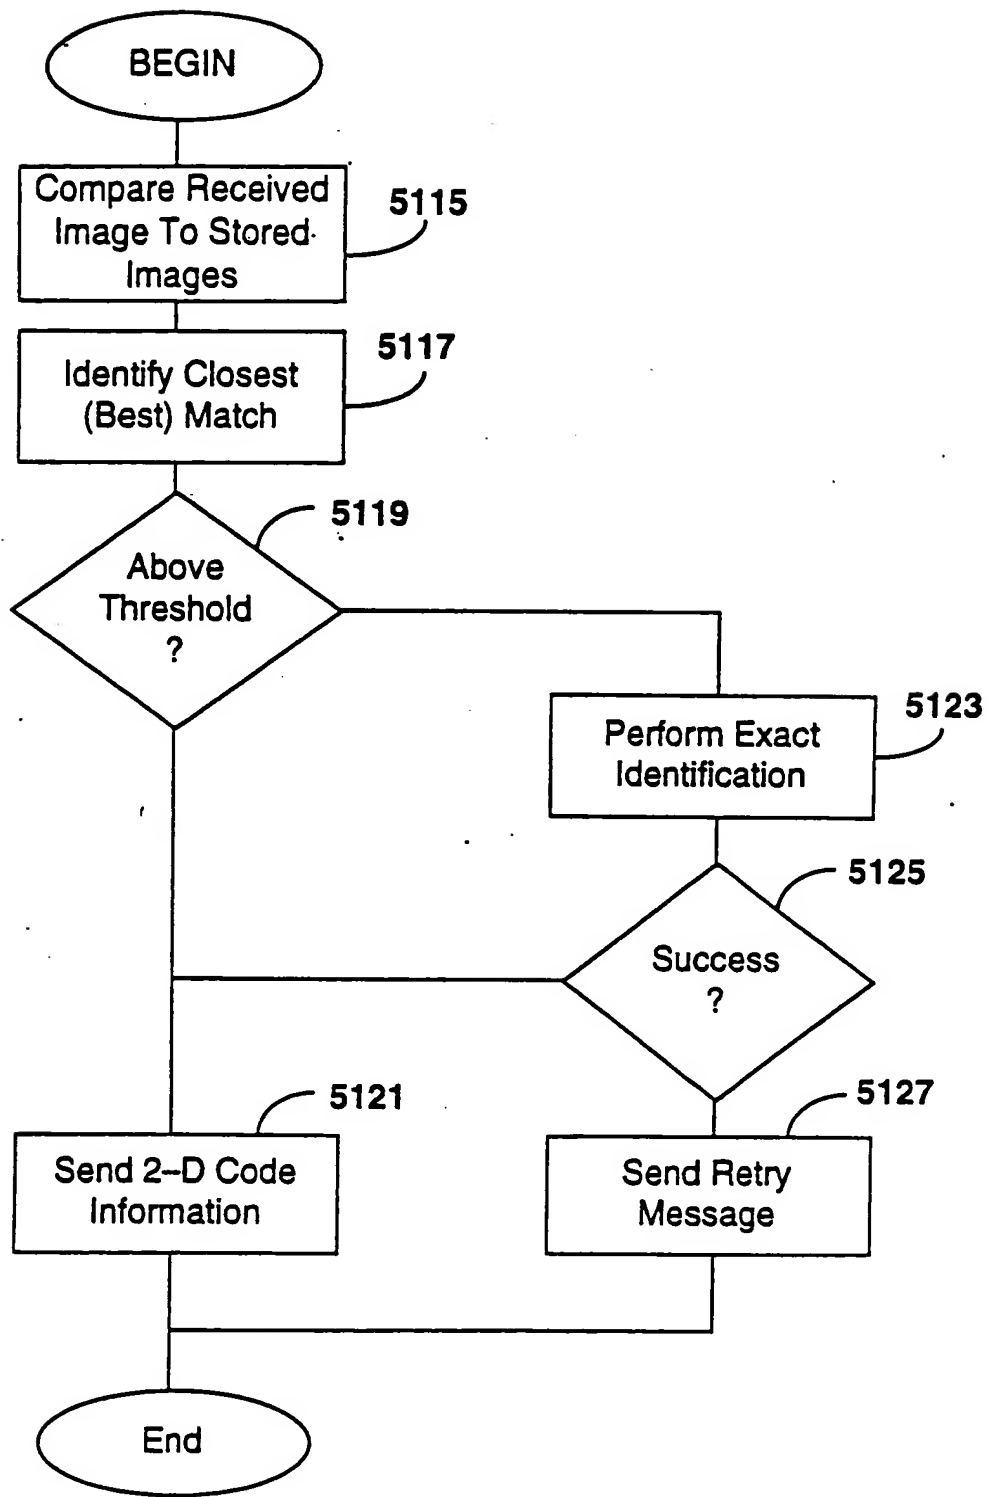 BEGIN
Compare Received
Image To Stored
Images
5115
Identify Closest
(Best) Match
5117
Above
Threshold
?
5119
Perform Exact
Identification
5123
Success
?
5125
Send 2-D Code
Information
5121
Send Retry
Message
5127
End